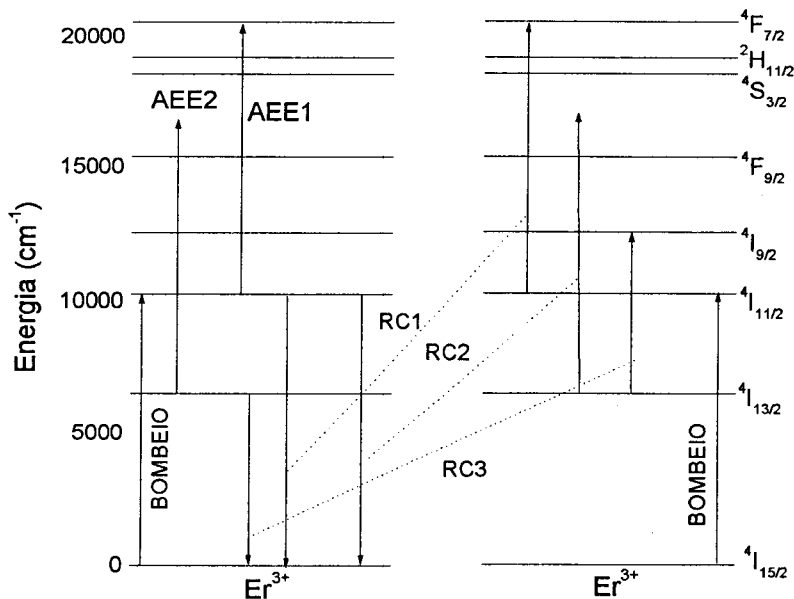 20000
15000
10000
5000
0
Energia (cm⁻¹)
AEE2
AEE1
BOMBEIO
Er³⁺
RC1
RC2
RC3
BOMBEIO
Er³⁺
⁴F₇/₂
²H₁₁/₂
⁴S₃/₂
⁴F₉/₂
⁴I₉/₂
⁴I₁₁/₂
⁴I₁₃/₂
⁴I₁₅/₂